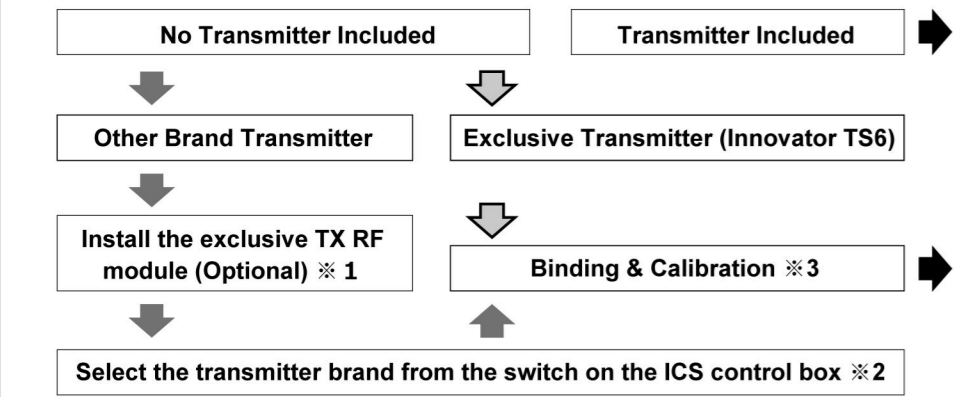 No Transmitter Included
Transmitter Included
Other Brand Transmitter
Exclusive Transmitter (Innovator TS6)
Install the exclusive TX RF
module (Optional) ※ 1
Binding & Calibration ※3
Select the transmitter brand from the switch on the ICS control box ※2